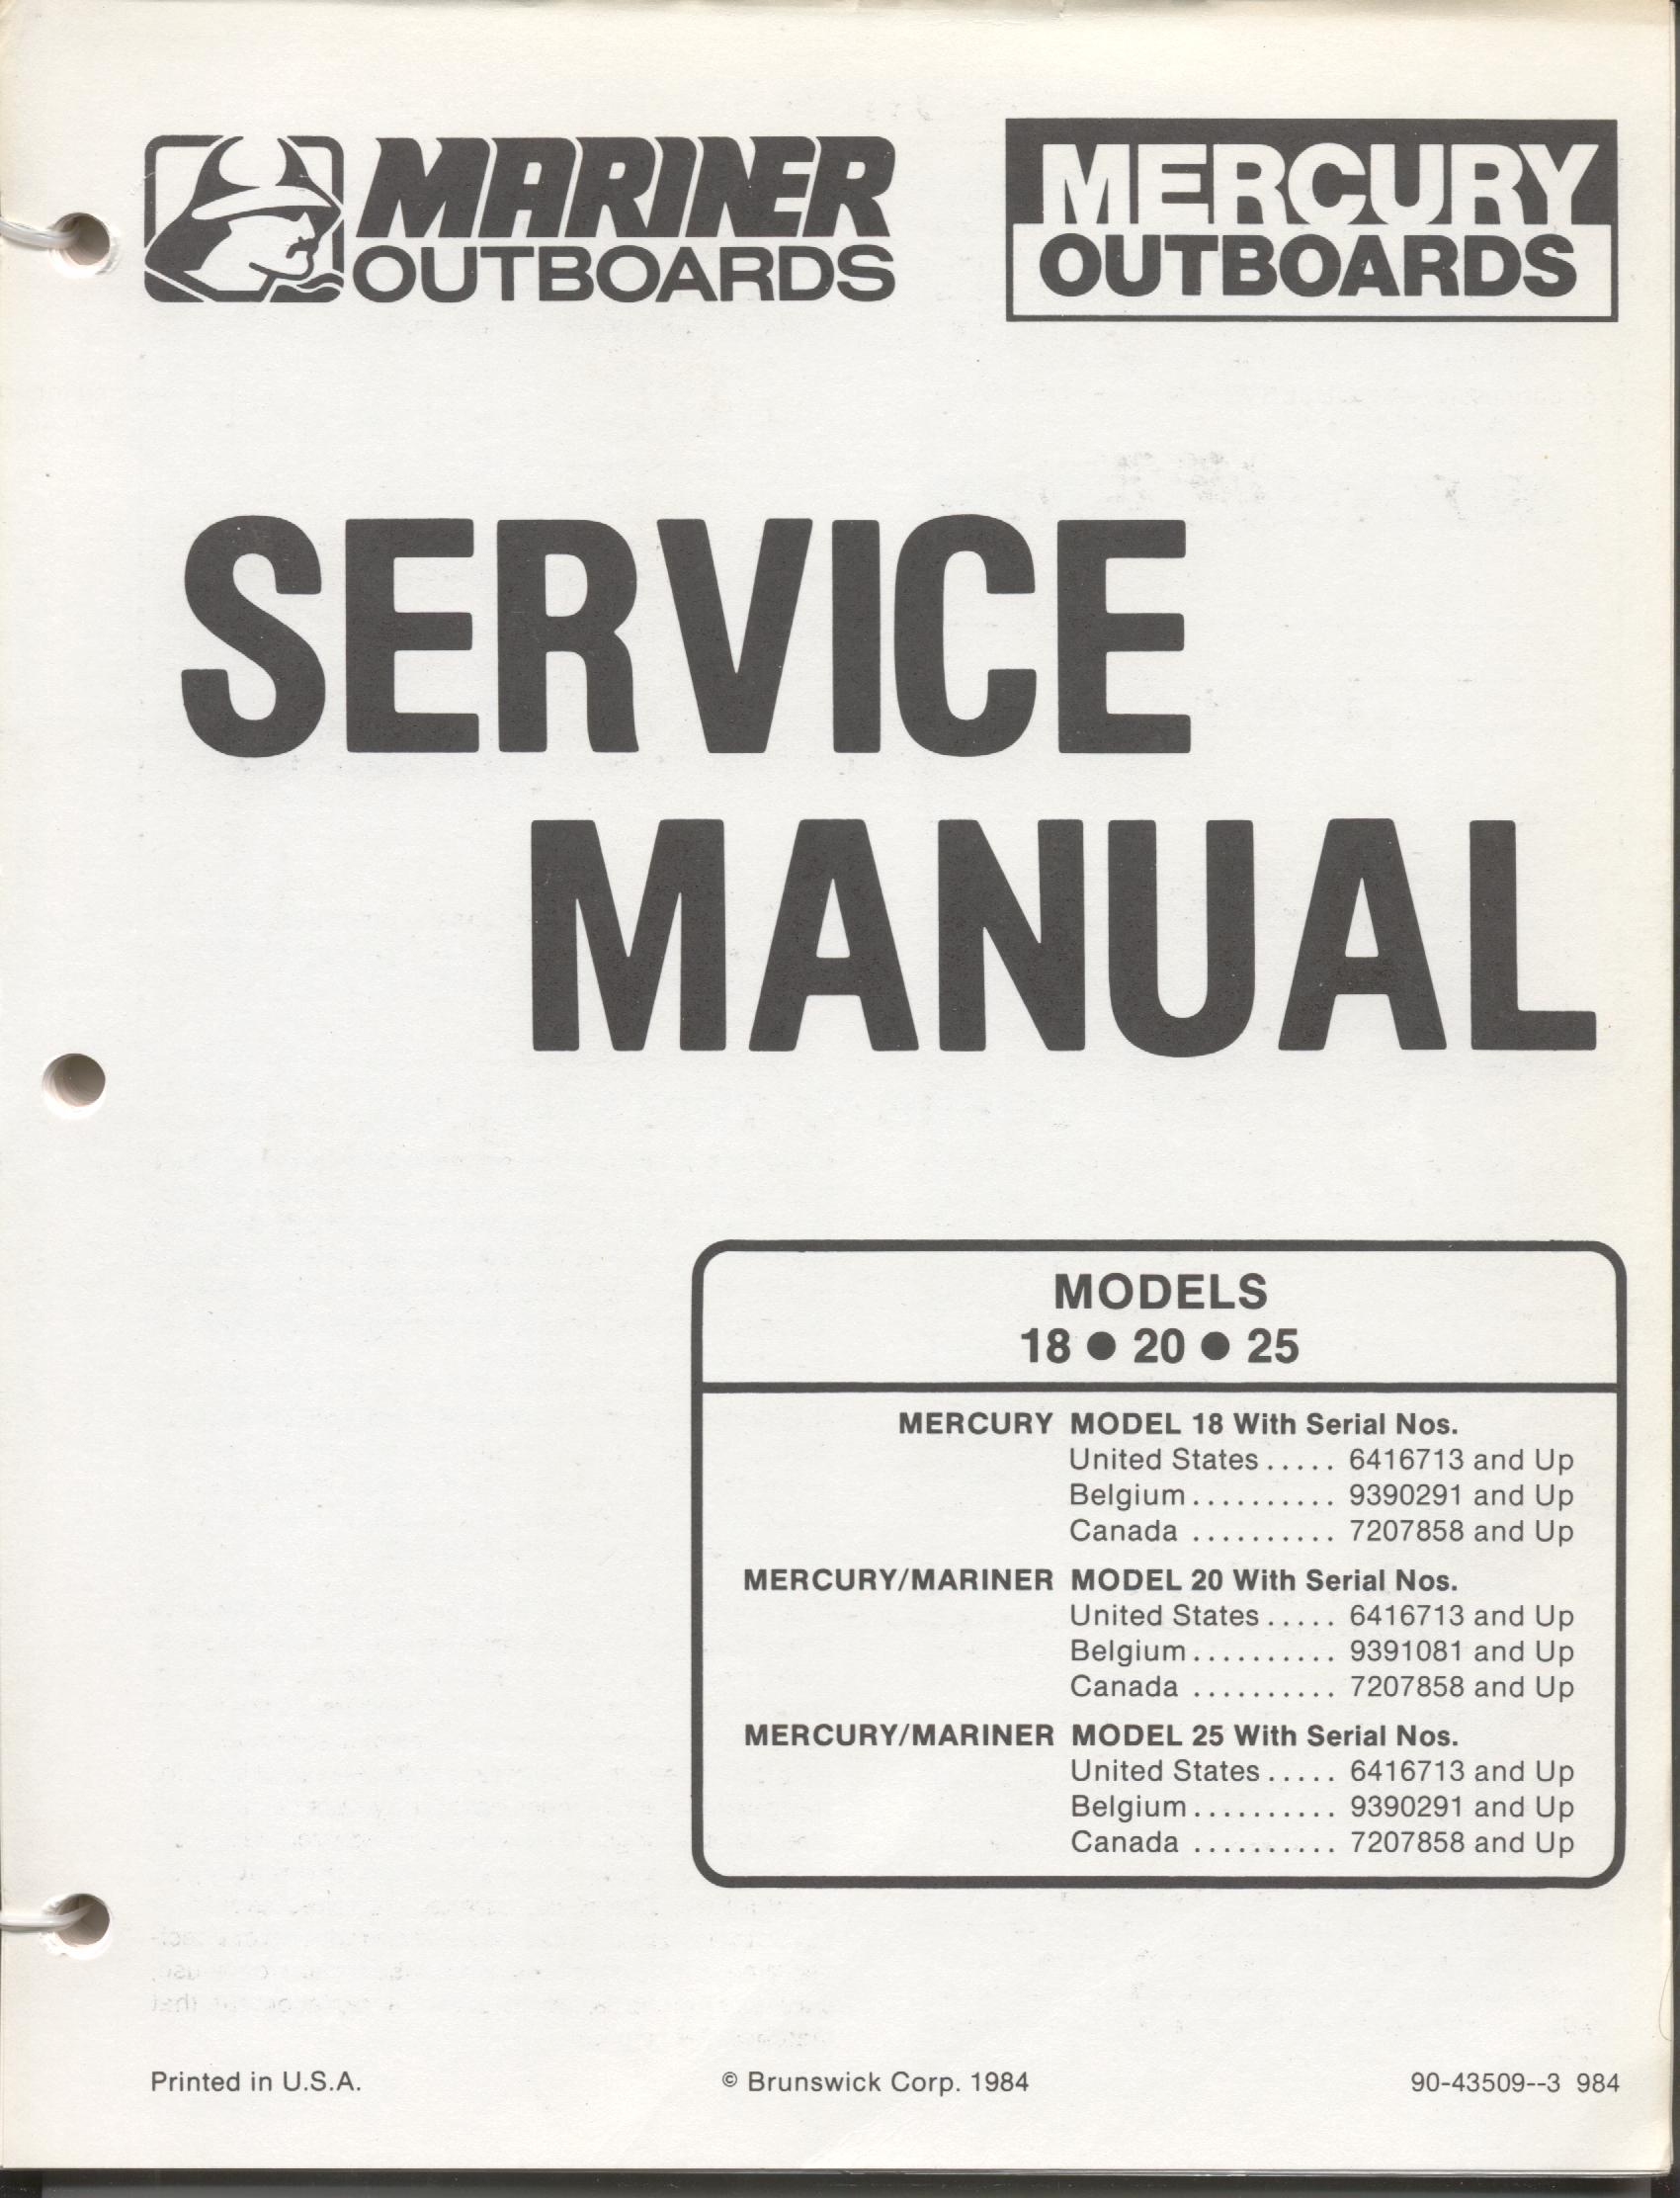 MARINER
OUTBOARDS
MERCURY
OUTBOARDS
SERVICE
MANUAL
MODELS
18 ● 20 ● 25
MERCURY MODEL 18 With Serial Nos.
United States ..... 6416713 and Up
Belgium .......... 9390291 and Up
Canada .......... 7207858 and Up
MERCURY/MARINER MODEL 20 With Serial Nos.
United States ..... 6416713 and Up
Belgium .......... 9391081 and Up
Canada .......... 7207858 and Up
MERCURY/MARINER MODEL 25 With Serial Nos.
United States ..... 6416713 and Up
Belgium .......... 9390291 and Up
Canada .......... 7207858 and Up
Printed in U.S.A. © Brunswick Corp. 1984 90-43509--3 984